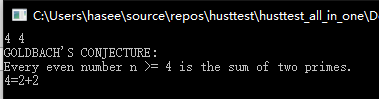 C:\Users\hasee\source\repos\husttest\husttest_all_in_one\D
4 4
GOLDBACH'S CONJECTURE:
Every even number n >= 4 is the sum of two primes.
4=2+2